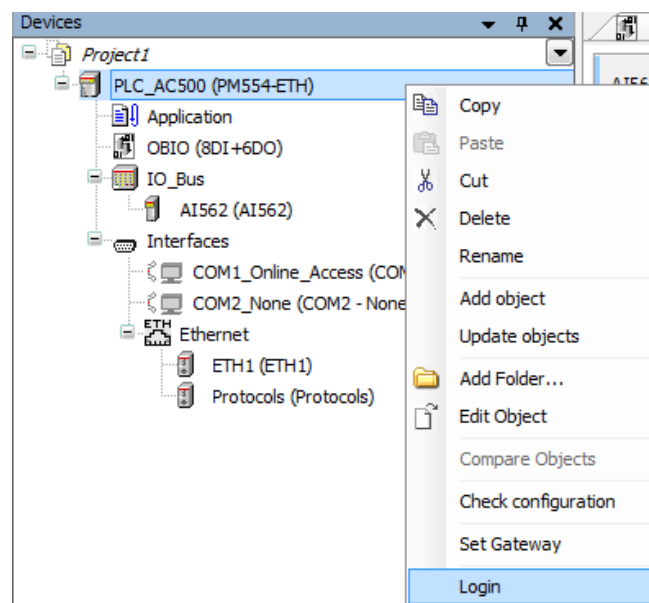 Devices
Project1
PLC_AC500 (PM554-ETH)
Application
OBIO (8DI+6DO)
IO_Bus
AI562 (AI562)
Interfaces
COM1_Online_Access (COM
COM2_None (COM2 - None
ETH
Ethernet
ETH1 (ETH1)
Protocols (Protocols)
Copy
Paste
Cut
Delete
Rename
Add object
Update objects
Add Folder...
Edit Object
Compare Objects
Check configuration
Set Gateway
Login